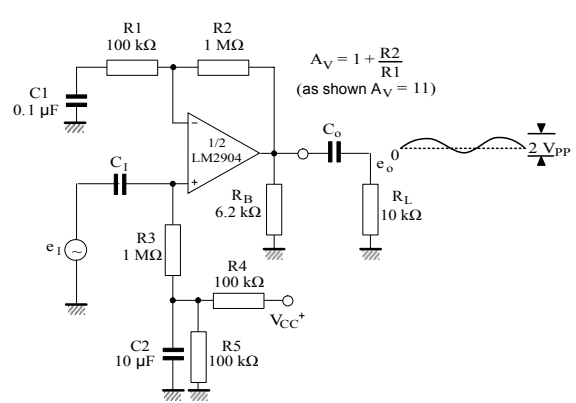 R1
100 kΩ
R2
1 MΩ
A_V = 1 + R2
R1
(as shown A_V = 11)
C1
0.1 µF
1/2
LM2904
−
+
C_I
C_o
0
2 V_PP
e_o
R_B
6.2 kΩ
R_L
10 kΩ
R3
1 MΩ
e_I
~
R4
100 kΩ
V_CC+
C2
10 µF
R5
100 kΩ